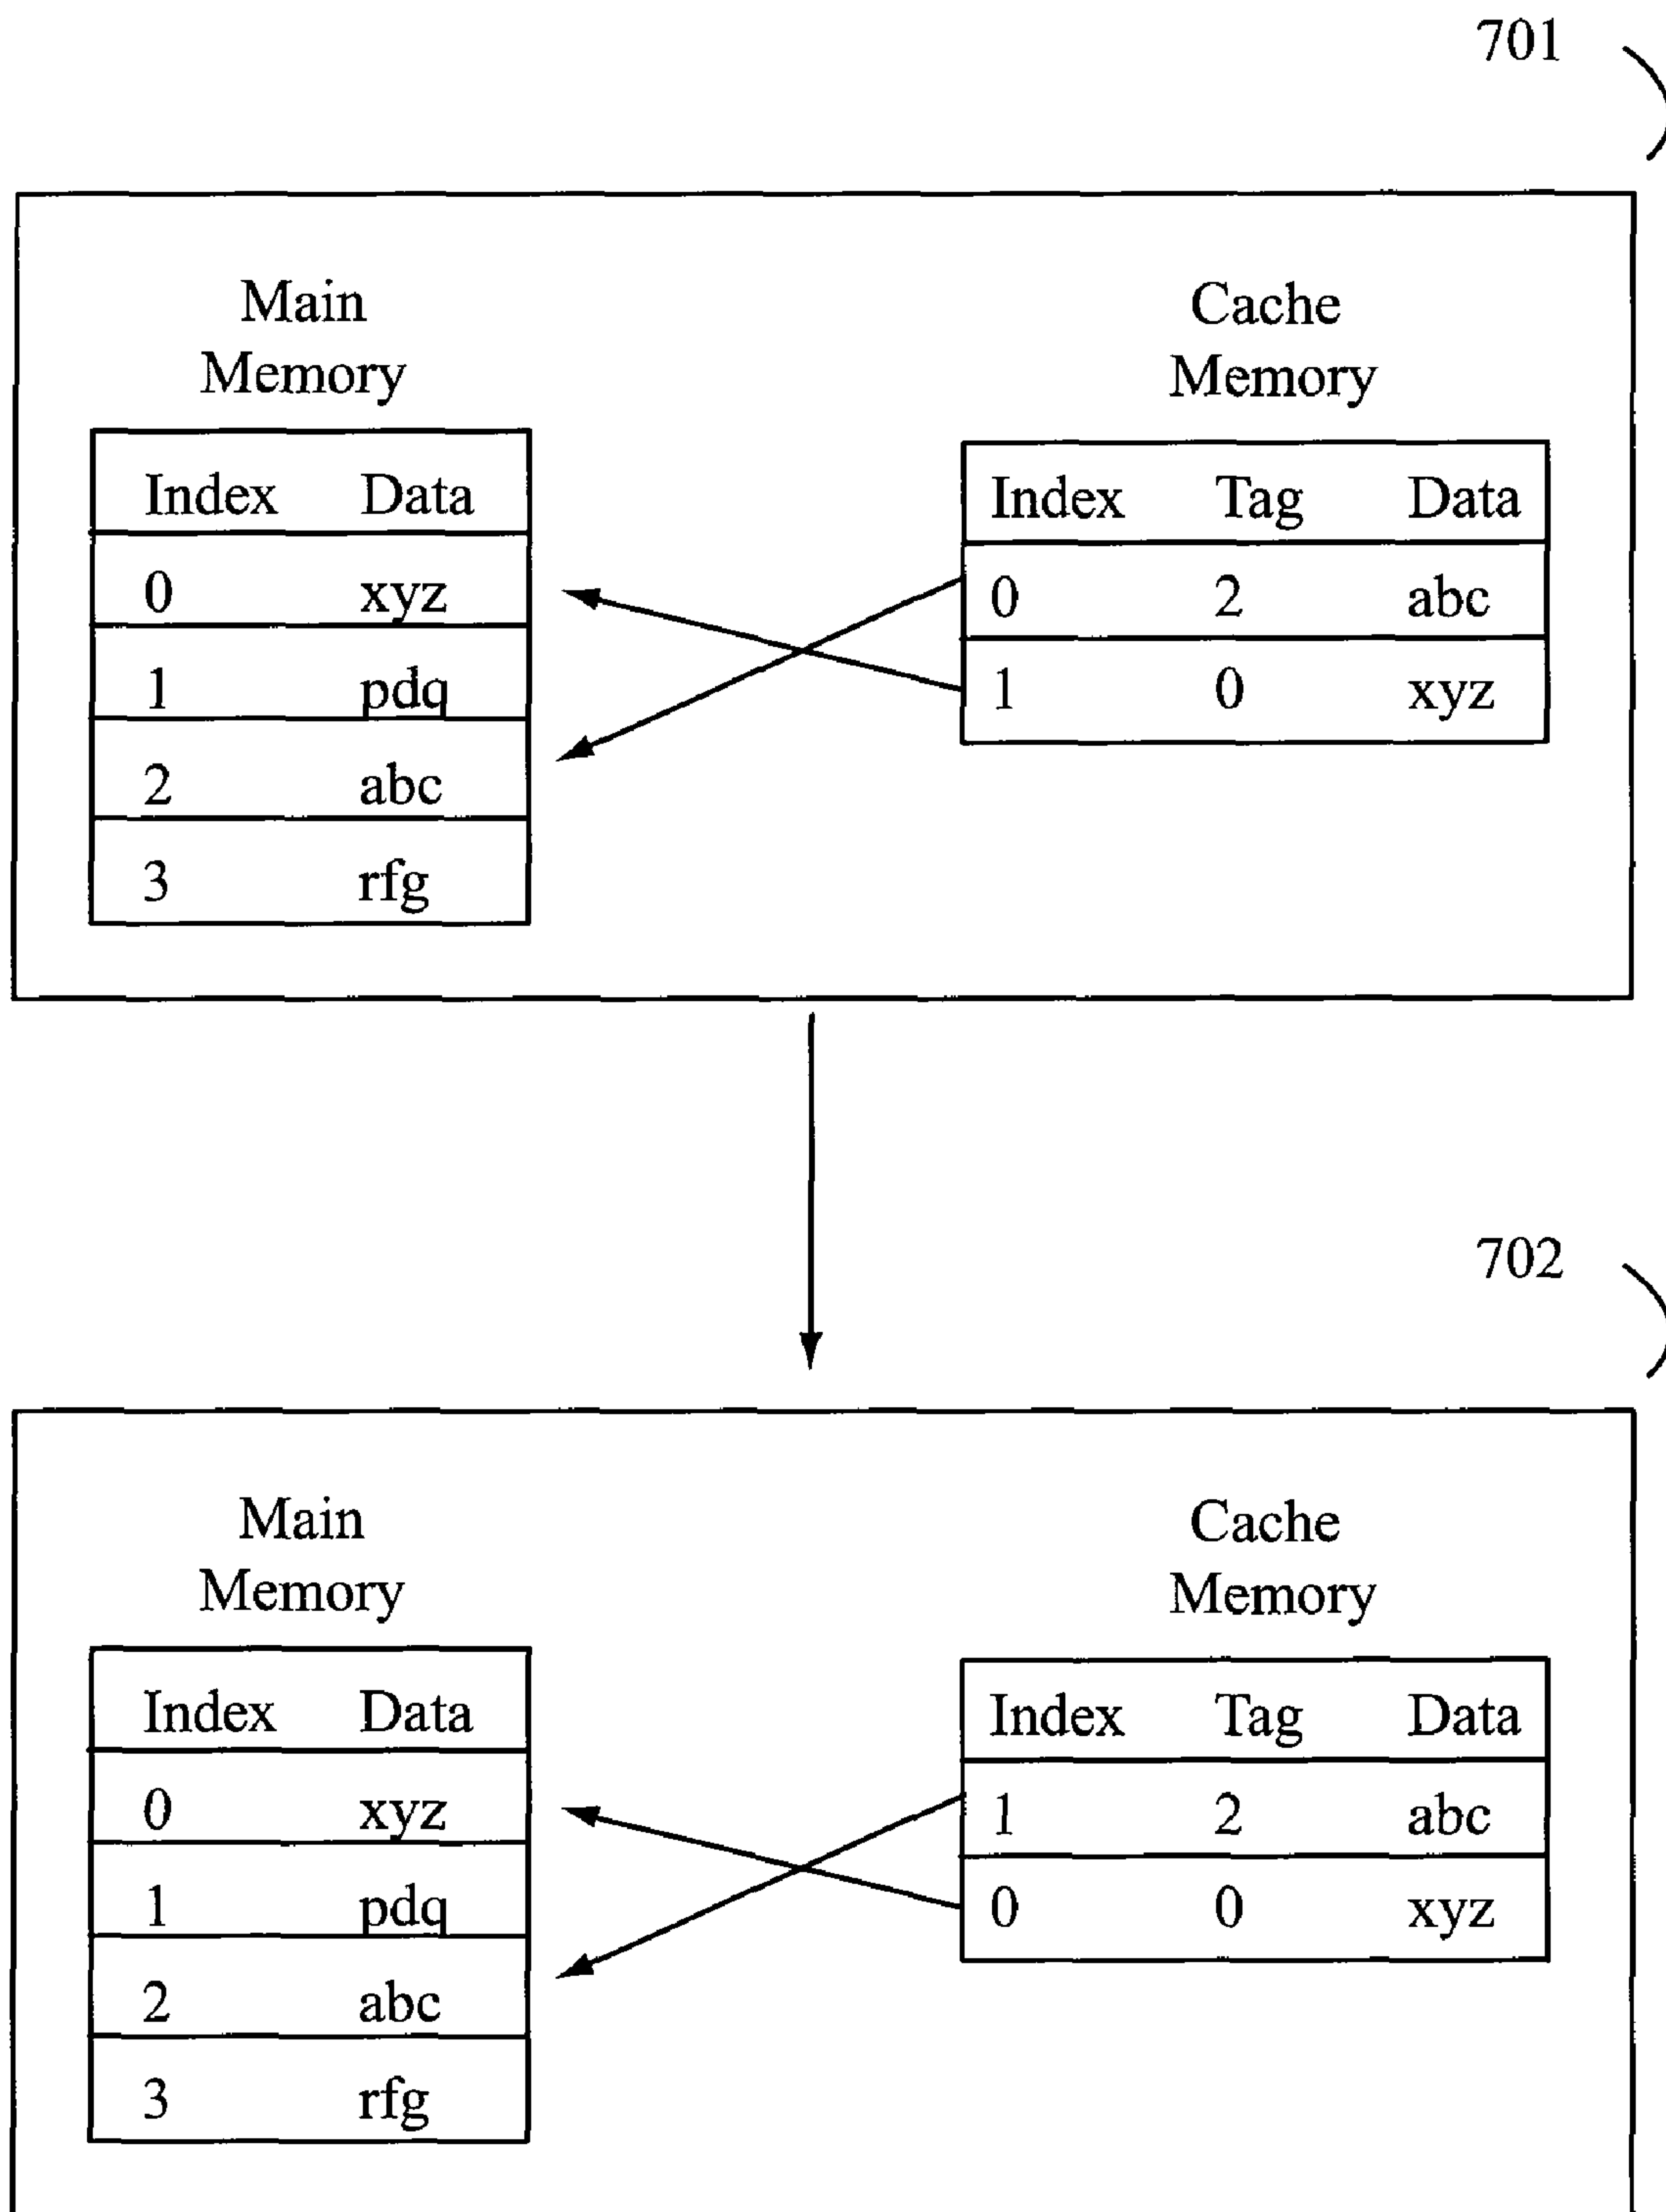 701
Main
Memory
Cache
Memory
Index Data
0 xyz
1 pdq
2 abc
3 rfg
Index Tag Data
0 2 abc
1 0 xyz
702
Main
Memory
Cache
Memory
Index Data
0 xyz
1 pdq
2 abc
3 rfg
Index Tag Data
1 2 abc
0 0 xyz